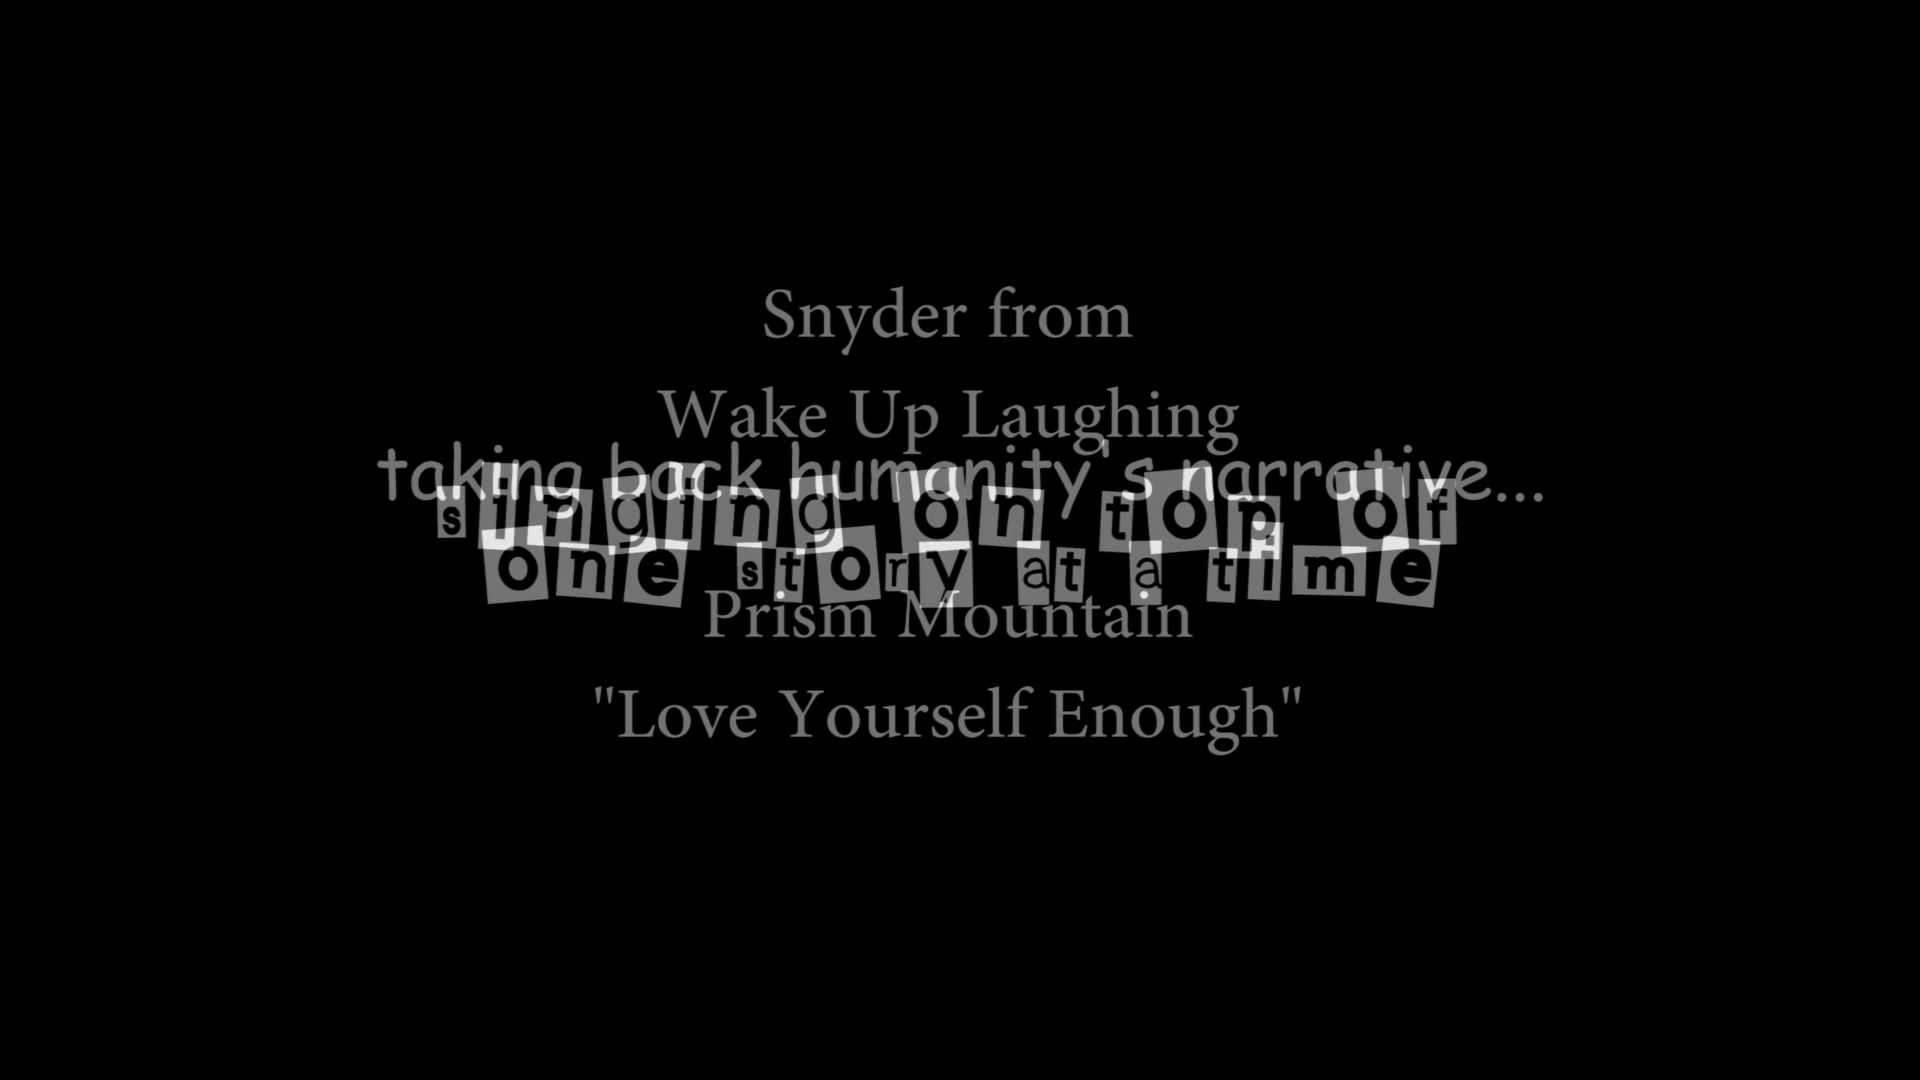 Snyder from
Wake Up Laughing
taking back humanity's narrative...
singing on top of
one story at a time
Prism Mountain
"Love Yourself Enough"